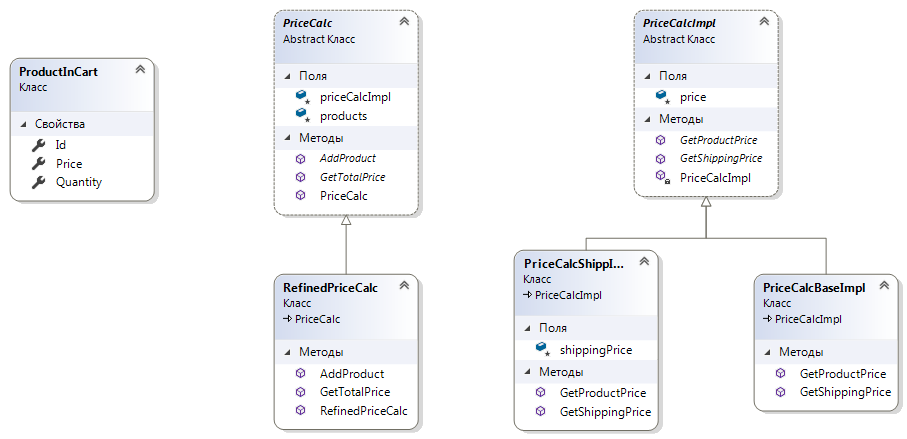 ProductInCart
Класс
Свойства
Id
Price
Quantity
PriceCalc
Abstract Класс
Поля
priceCalcImpl
products
Методы
AddProduct
GetTotalPrice
PriceCalc
PriceCalcImpl
Abstract Класс
Поля
price
Методы
GetProductPrice
GetShippingPrice
PriceCalcImpl
RefinedPriceCalc
Класс
PriceCalc
Методы
AddProduct
GetTotalPrice
RefinedPriceCalc
PriceCalcShippI...
Класс
PriceCalcImpl
Поля
shippingPrice
Методы
GetProductPrice
GetShippingPrice
PriceCalcBaseImpl
Класс
PriceCalcImpl
Методы
GetProductPrice
GetShippingPrice